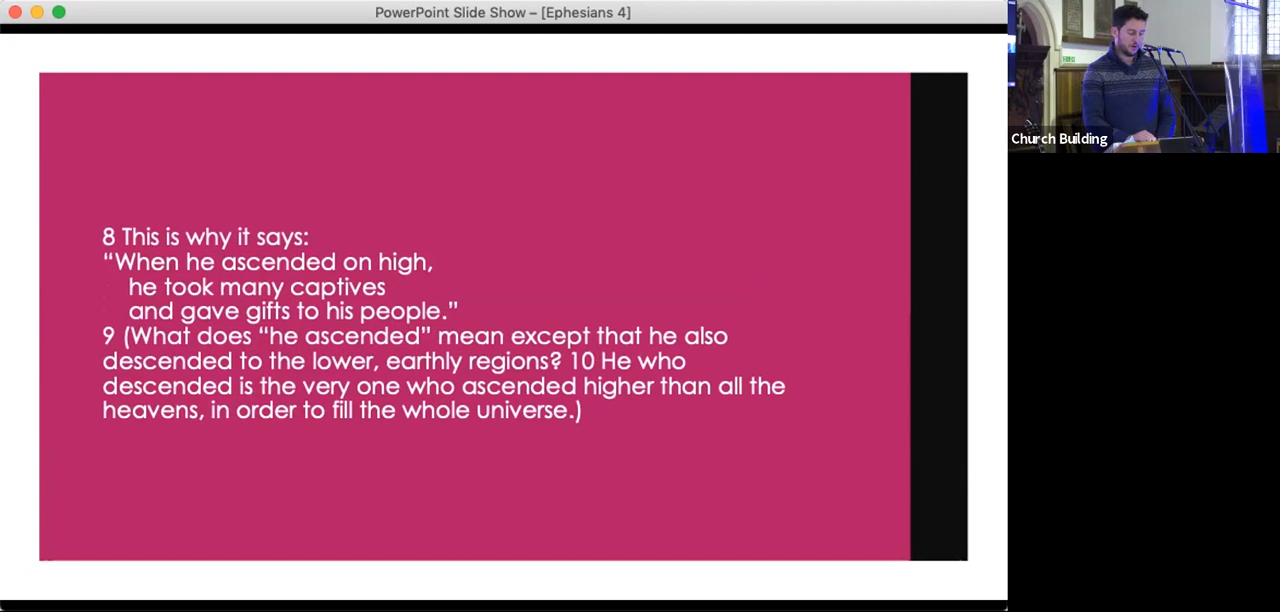 PowerPoint Slide Show – [Ephesians 4]
8 This is why it says:
“When he ascended on high,
he took many captives
and gave gifts to his people.”
9 (What does “he ascended” mean except that he also
descended to the lower, earthly regions? 10 He who
descended is the very one who ascended higher than all the
heavens, in order to fill the whole universe.)
Church Building